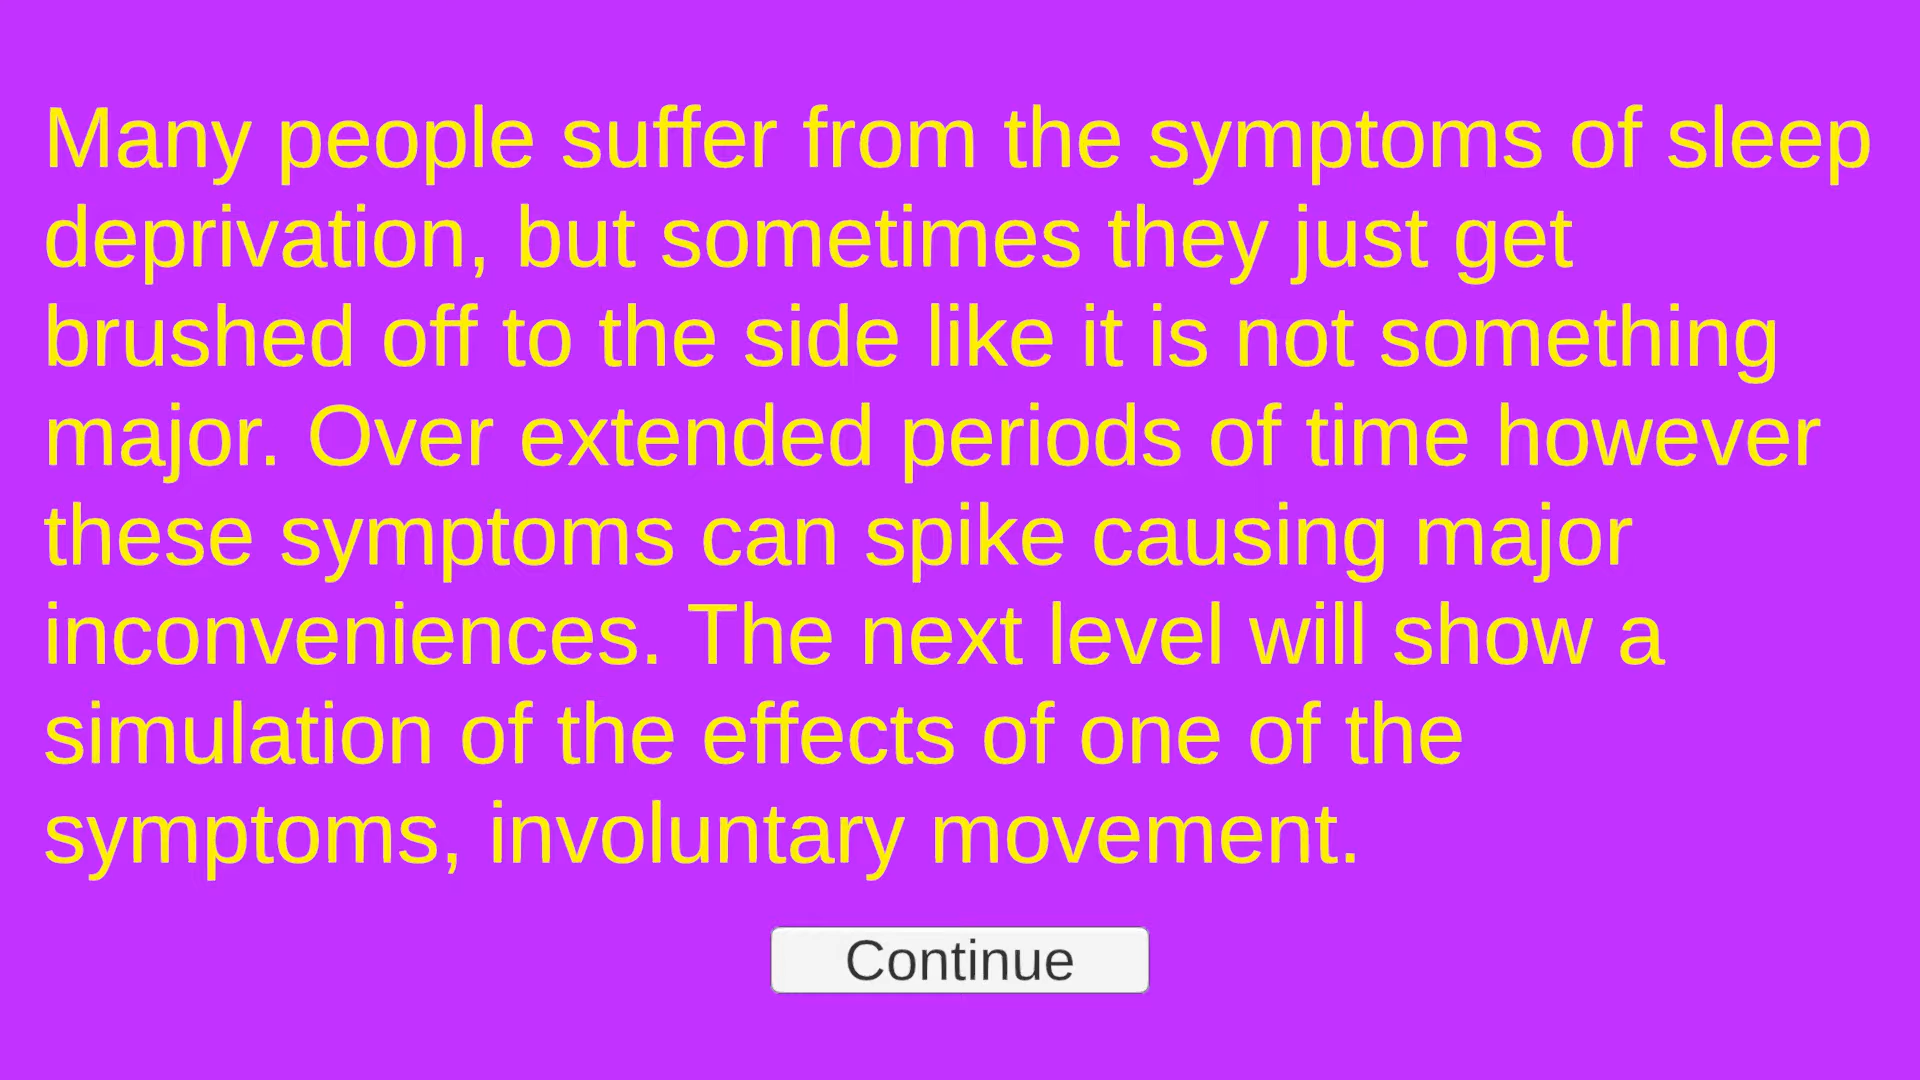 Many people suffer from the symptoms of sleep
deprivation, but sometimes they just get
brushed off to the side like it is not something
major. Over extended periods of time however
these symptoms can spike causing major
inconveniences. The next level will show a
simulation of the effects of one of the
symptoms, involuntary movement.
Continue